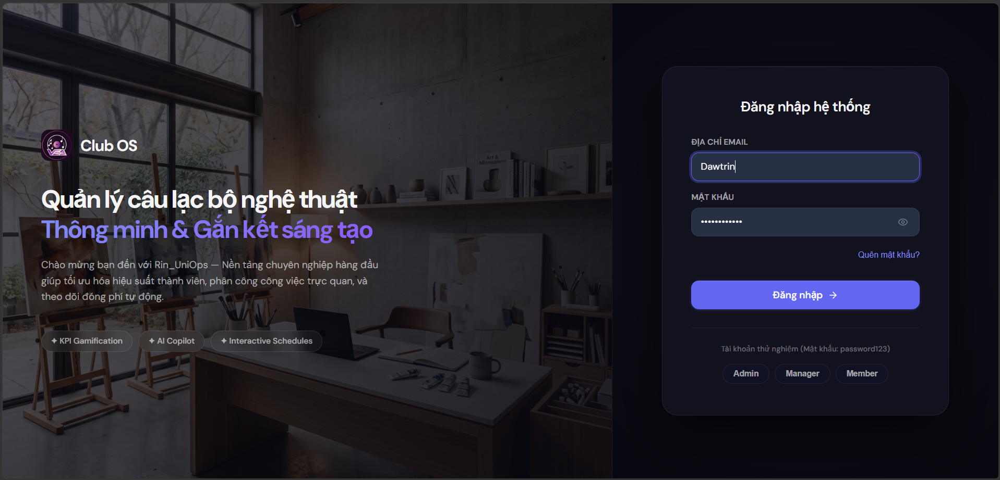 Club OS
Quản lý câu lạc bộ nghệ thuật
Thông minh & Gắn kết sáng tạo
Chào mừng bạn đến với Rin_UniOps — Nền tảng chuyên nghiệp hàng đầu
giúp tối ưu hóa hiệu suất thành viên, phân công công việc trực quan, và
theo dõi đóng phí tự động.
✦ KPI Gamification
✦ AI Copilot
✦ Interactive Schedules
Đăng nhập hệ thống
ĐỊA CHỈ EMAIL
Dawtrin
MẬT KHẨU
••••••••••••
Quên mật khẩu?
Đăng nhập →
Tài khoản thử nghiệm (Mật khẩu: password123)
Admin
Manager
Member